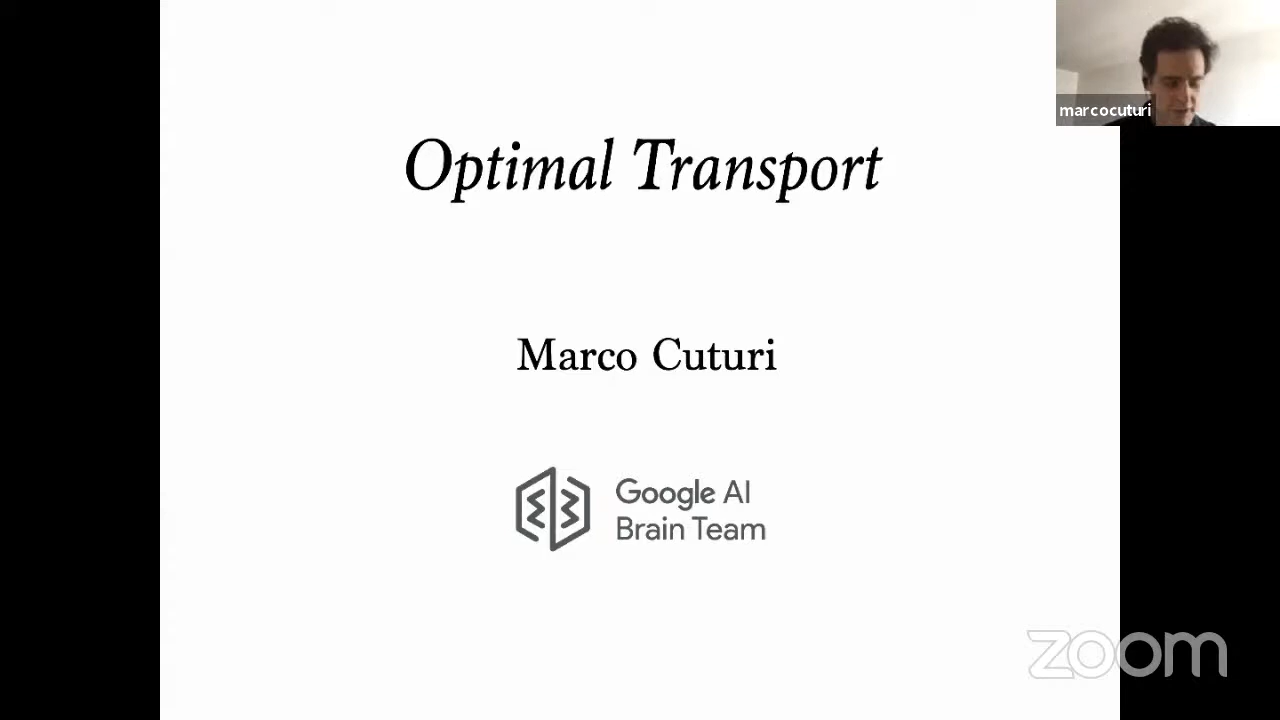 marcocuturi
Optimal Transport
Marco Cuturi
Google AI
Brain Team
zoom